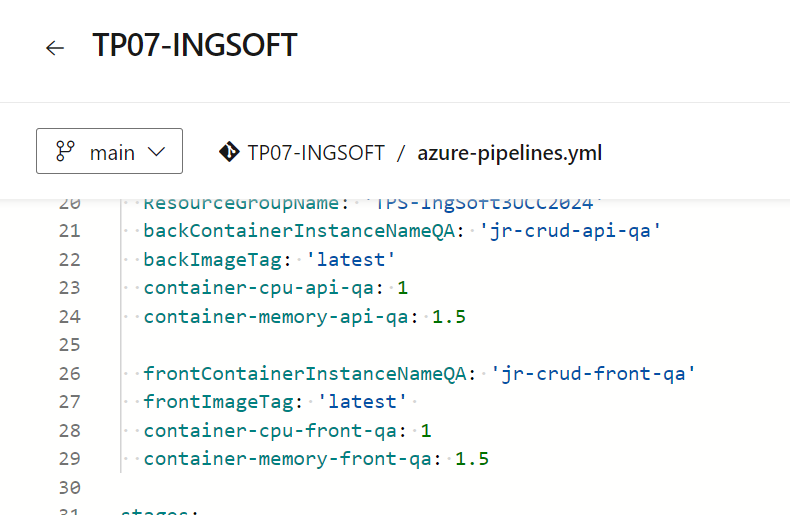 TP07-INGSOFT
main
TP07-INGSOFT / azure-pipelines.yml
20 ResourceGroupName: 'TPS-IngSoft3UCC2024'
21 backContainerInstanceNameQA: 'jr-crud-api-qa'
22 backImageTag: 'latest'
23 container-cpu-api-qa: 1
24 container-memory-api-qa: 1.5
25
26 frontContainerInstanceNameQA: 'jr-crud-front-qa'
27 frontImageTag: 'latest'
28 container-cpu-front-qa: 1
29 container-memory-front-qa: 1.5
30
31 stages: